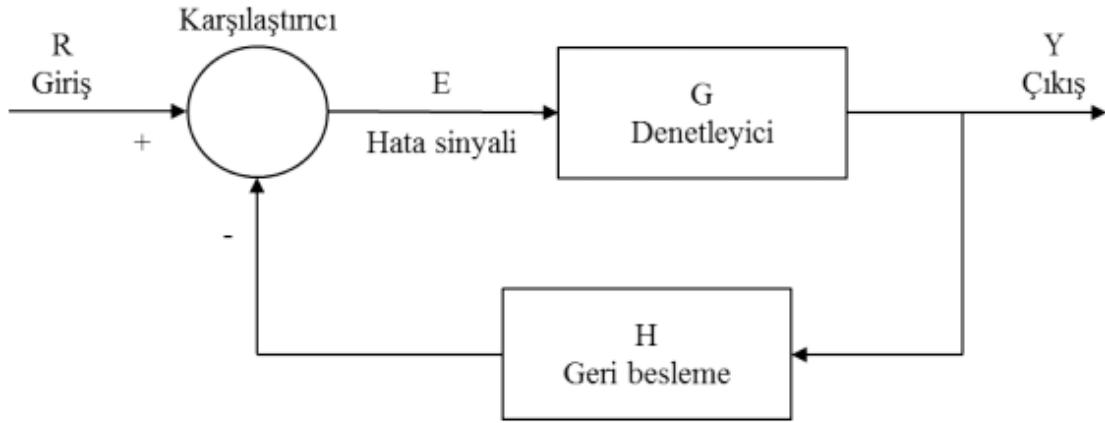 Karşılaştırıcı
R
Giriş
+
E
Hata sinyali
G
Denetleyici
Y
Çıkış
-
H
Geri besleme